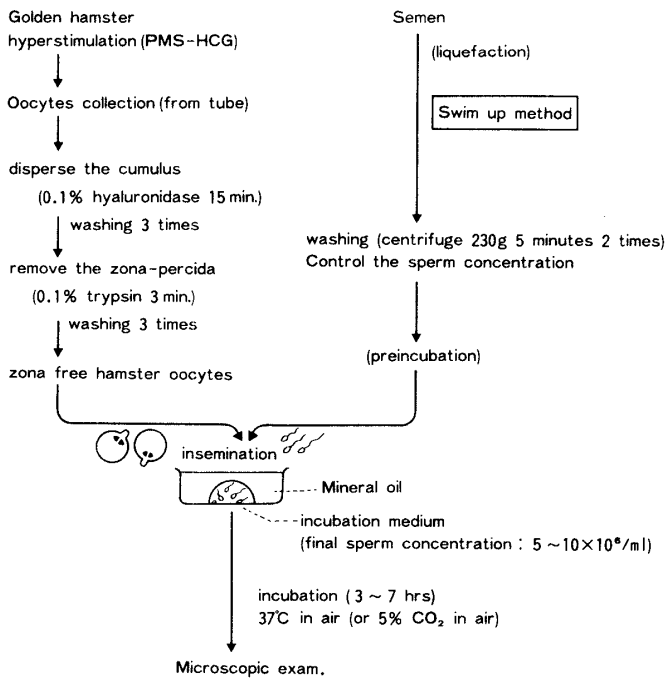 Golden hamster
hyperstimulation (PMS-HCG)
Oocytes collection (from tube)
disperse the cumulus
(0.1% hyaluronidase 15 min.)
washing 3 times
remove the zona-percida
(0.1% trypsin 3 min.)
washing 3 times
zona free hamster oocytes
Semen
(liquefaction)
Swim up method
washing (centrifuge 230g 5 minutes 2 times)
Control the sperm concentration
(preincubation)
insemination
Mineral oil
incubation medium
(final sperm concentration : 5 ~ 10×10⁶/ml)
incubation ( 3 ~ 7 hrs)
37℃ in air (or 5% CO₂ in air)
Microscopic exam.